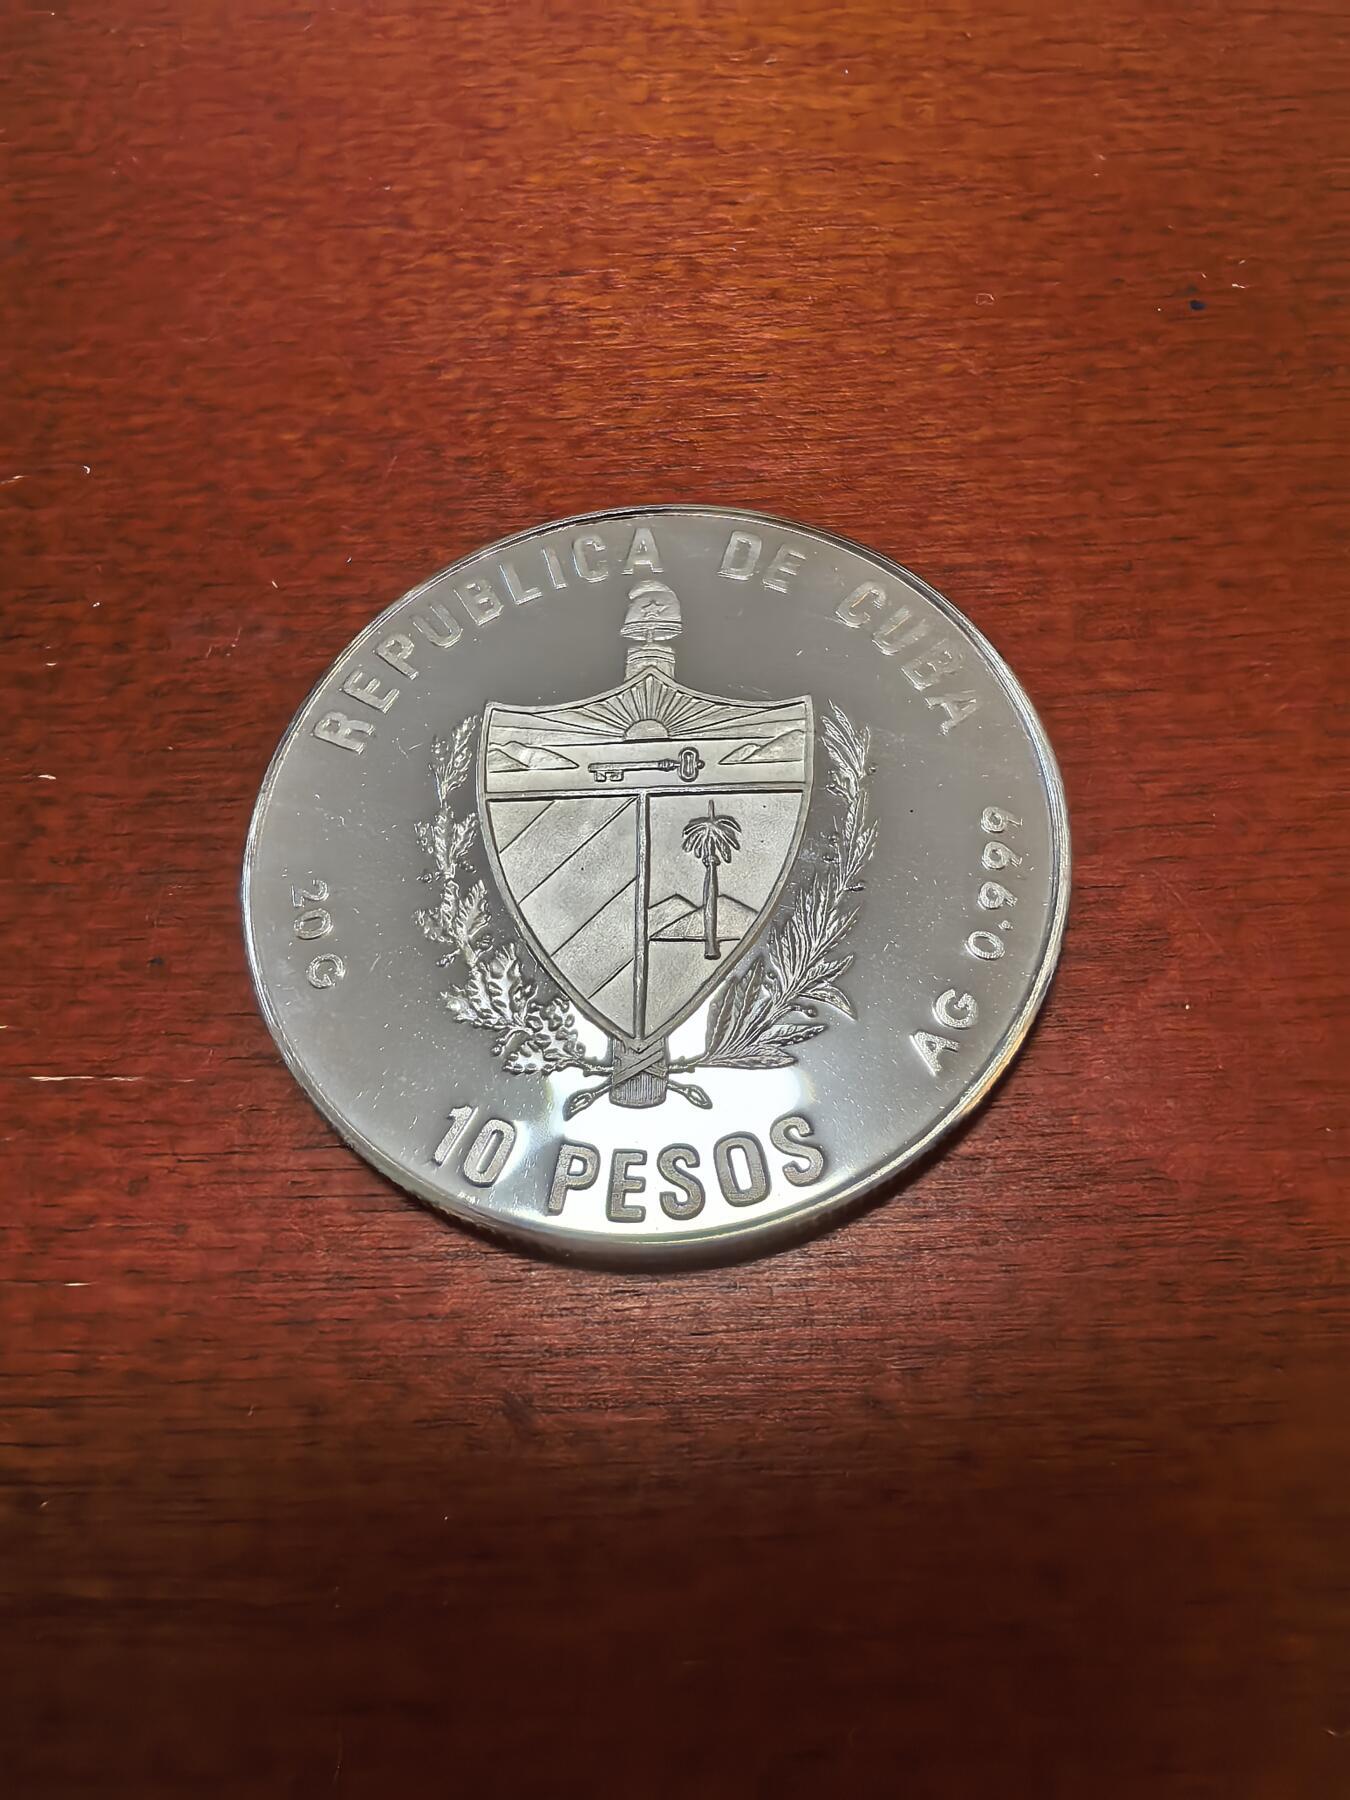 REPUBLICA DE CUBA
20 G
AG 0.999
10 PESOS